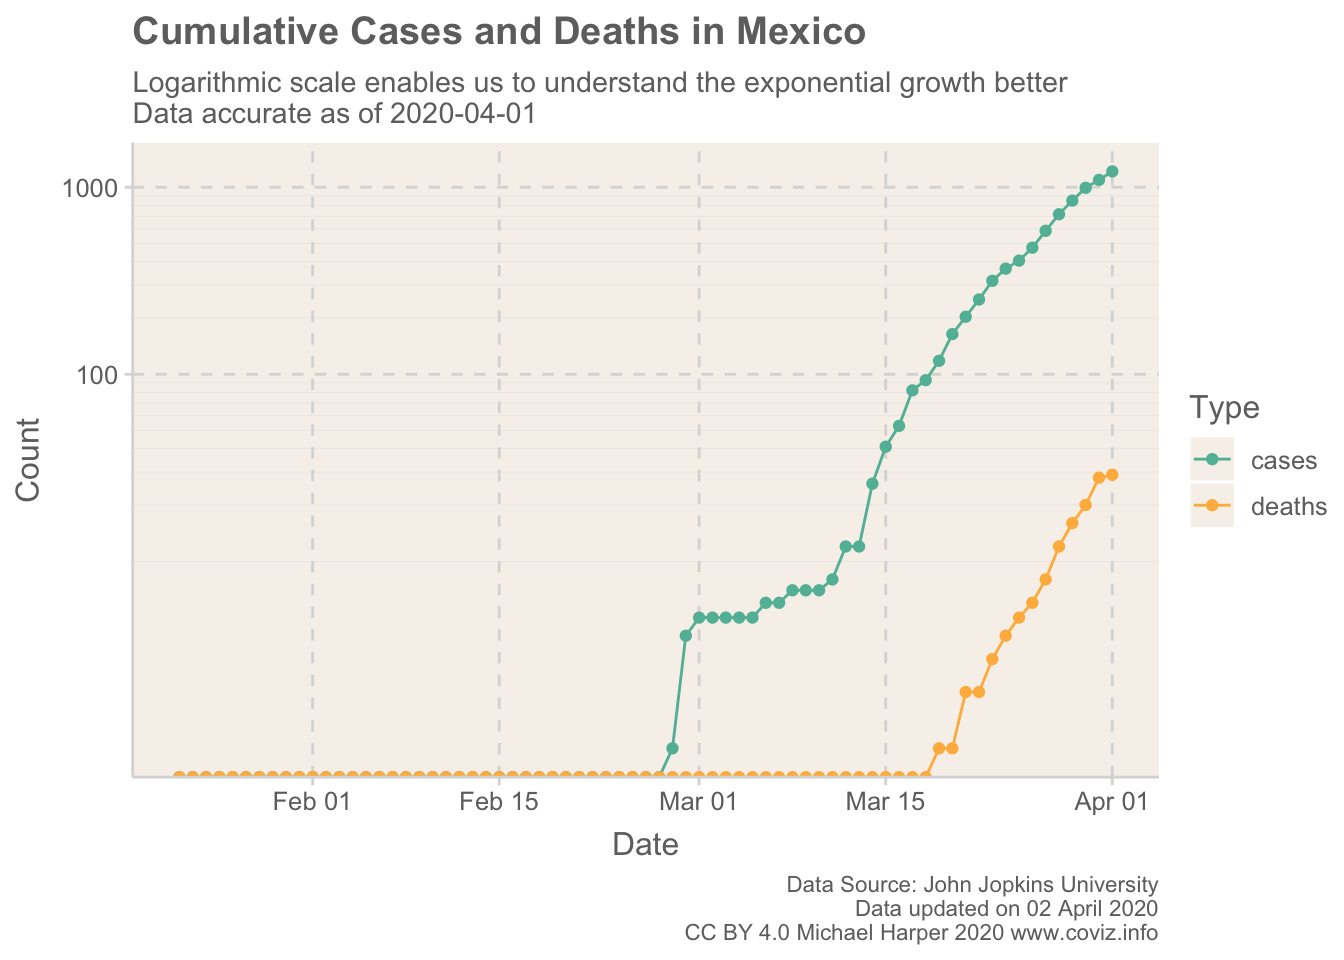 Cumulative Cases and Deaths in Mexico
Logarithmic scale enables us to understand the exponential growth better
Data accurate as of 2020-04-01
1000
100
Count
Type
cases
deaths
Feb 01
Feb 15
Mar 01
Mar 15
Apr 01
Date
Data Source: John Jopkins University
Data updated on 02 April 2020
CC BY 4.0 Michael Harper 2020 www.coviz.info